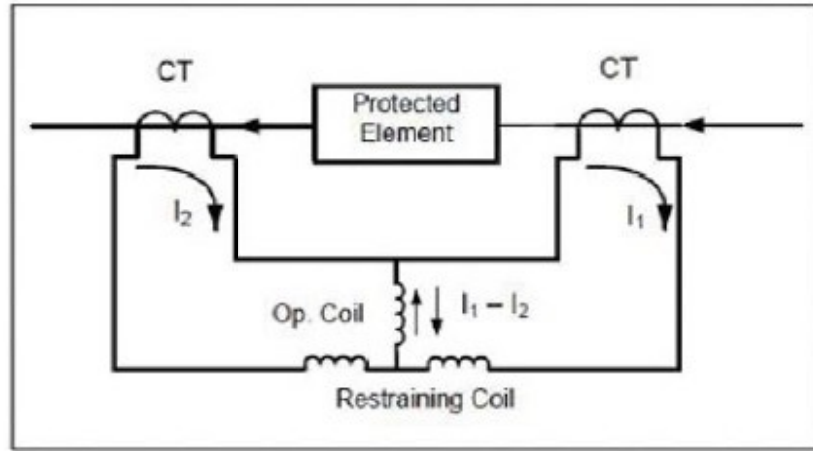 CT
CT
Protected
Element
I₂
I₁
Op. Coil
I₁ – I₂
Restraining Coil